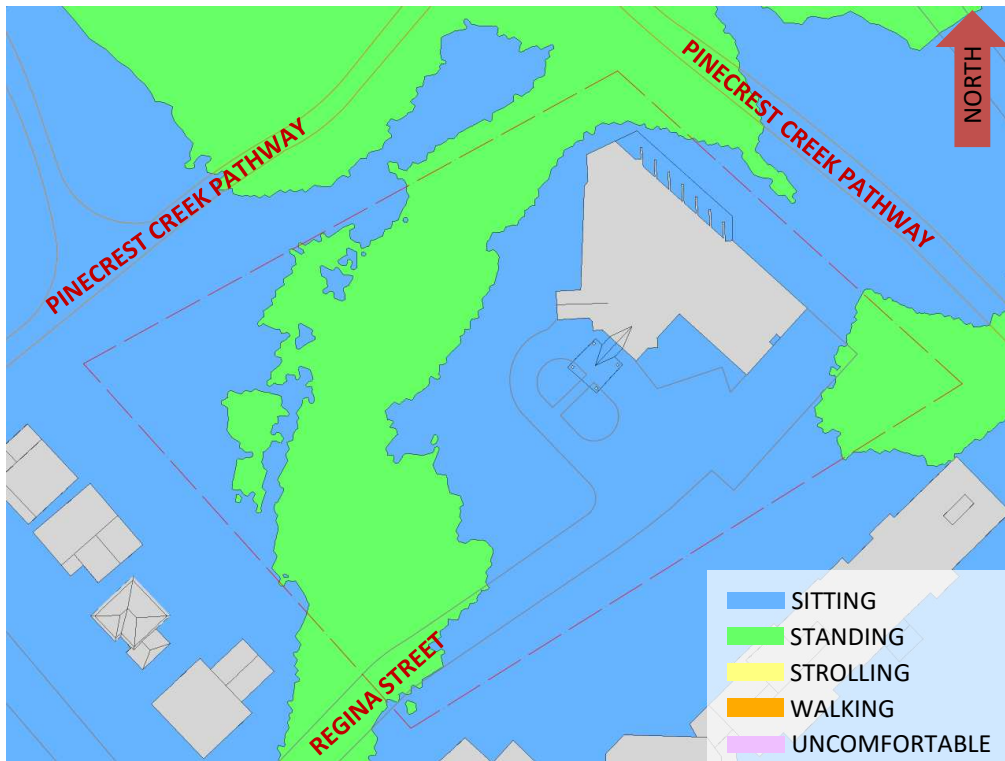 PINECREST CREEK PATHWAY
PINECREST CREEK PATHWAY
NORTH
REGINA STREET
SITTING
STANDING
STROLLING
WALKING
UNCOMFORTABLE